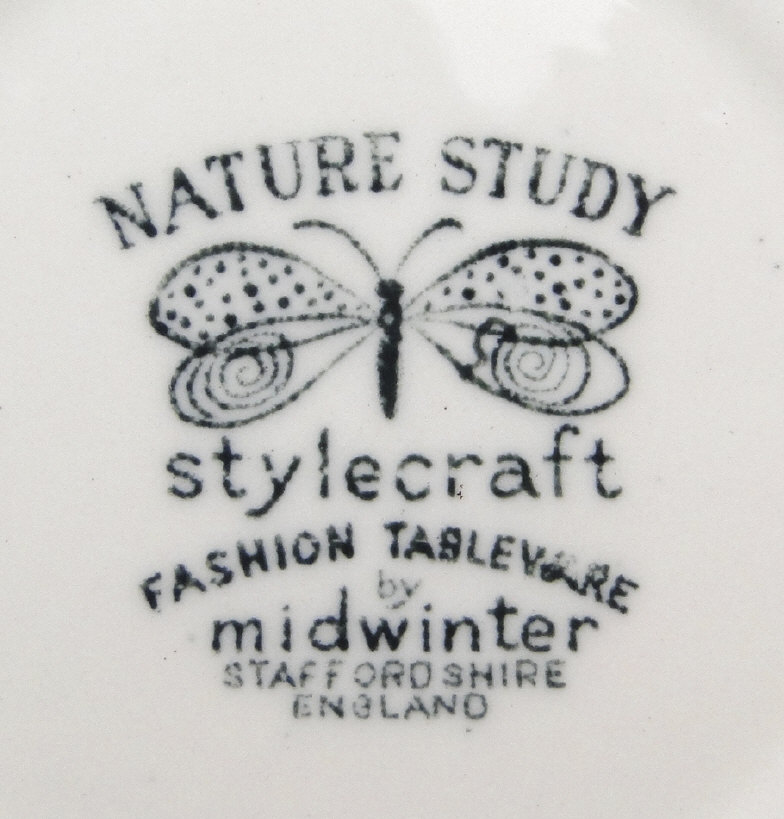 NATURE STUDY
stylecraft
FASHION TABLEWARE
by
midwinter
STAFFORDSHIRE
ENGLAND